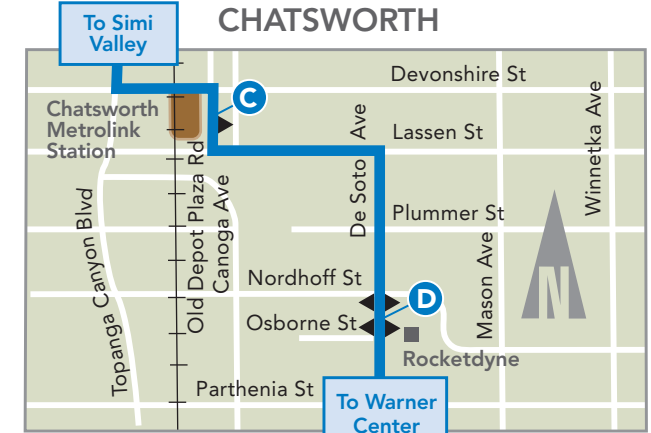 CHATSWORTH
To Simi
Valley
Devonshire St
C
Chatsworth
Metrolink
Station
Lassen St
De Soto Ave
Winnetka Ave
Old Depot Plaza Rd
Canoga Ave
Topanga Canyon Blvd
Plummer St
Mason Ave
N
Nordhoff St
D
Osborne St
Rocketdyne
Parthenia St
To Warner
Center